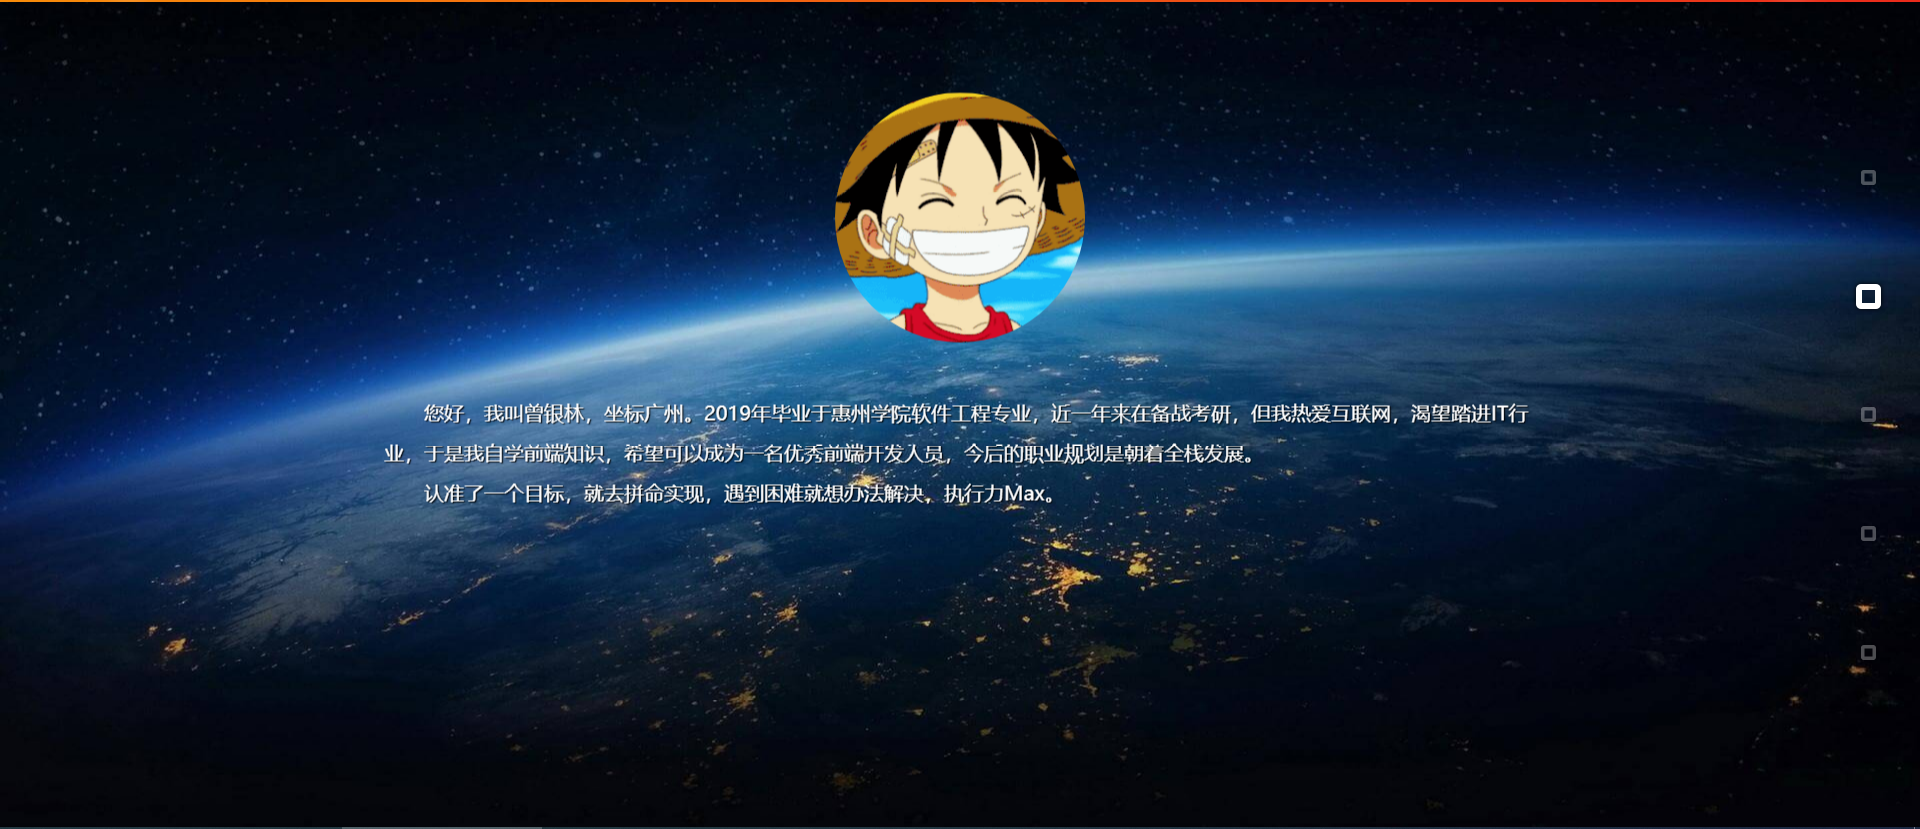 您好，我叫曾银林，坐标广州。2019年毕业于惠州学院软件工程专业，近一年来在备战考研，但我热爱互联网，渴望踏进IT行
业，于是我自学前端知识，希望可以成为一名优秀前端开发人员，今后的职业规划是朝着全栈发展。
认准了一个目标，就去拼命实现，遇到困难就想办法解决，执行力Max。